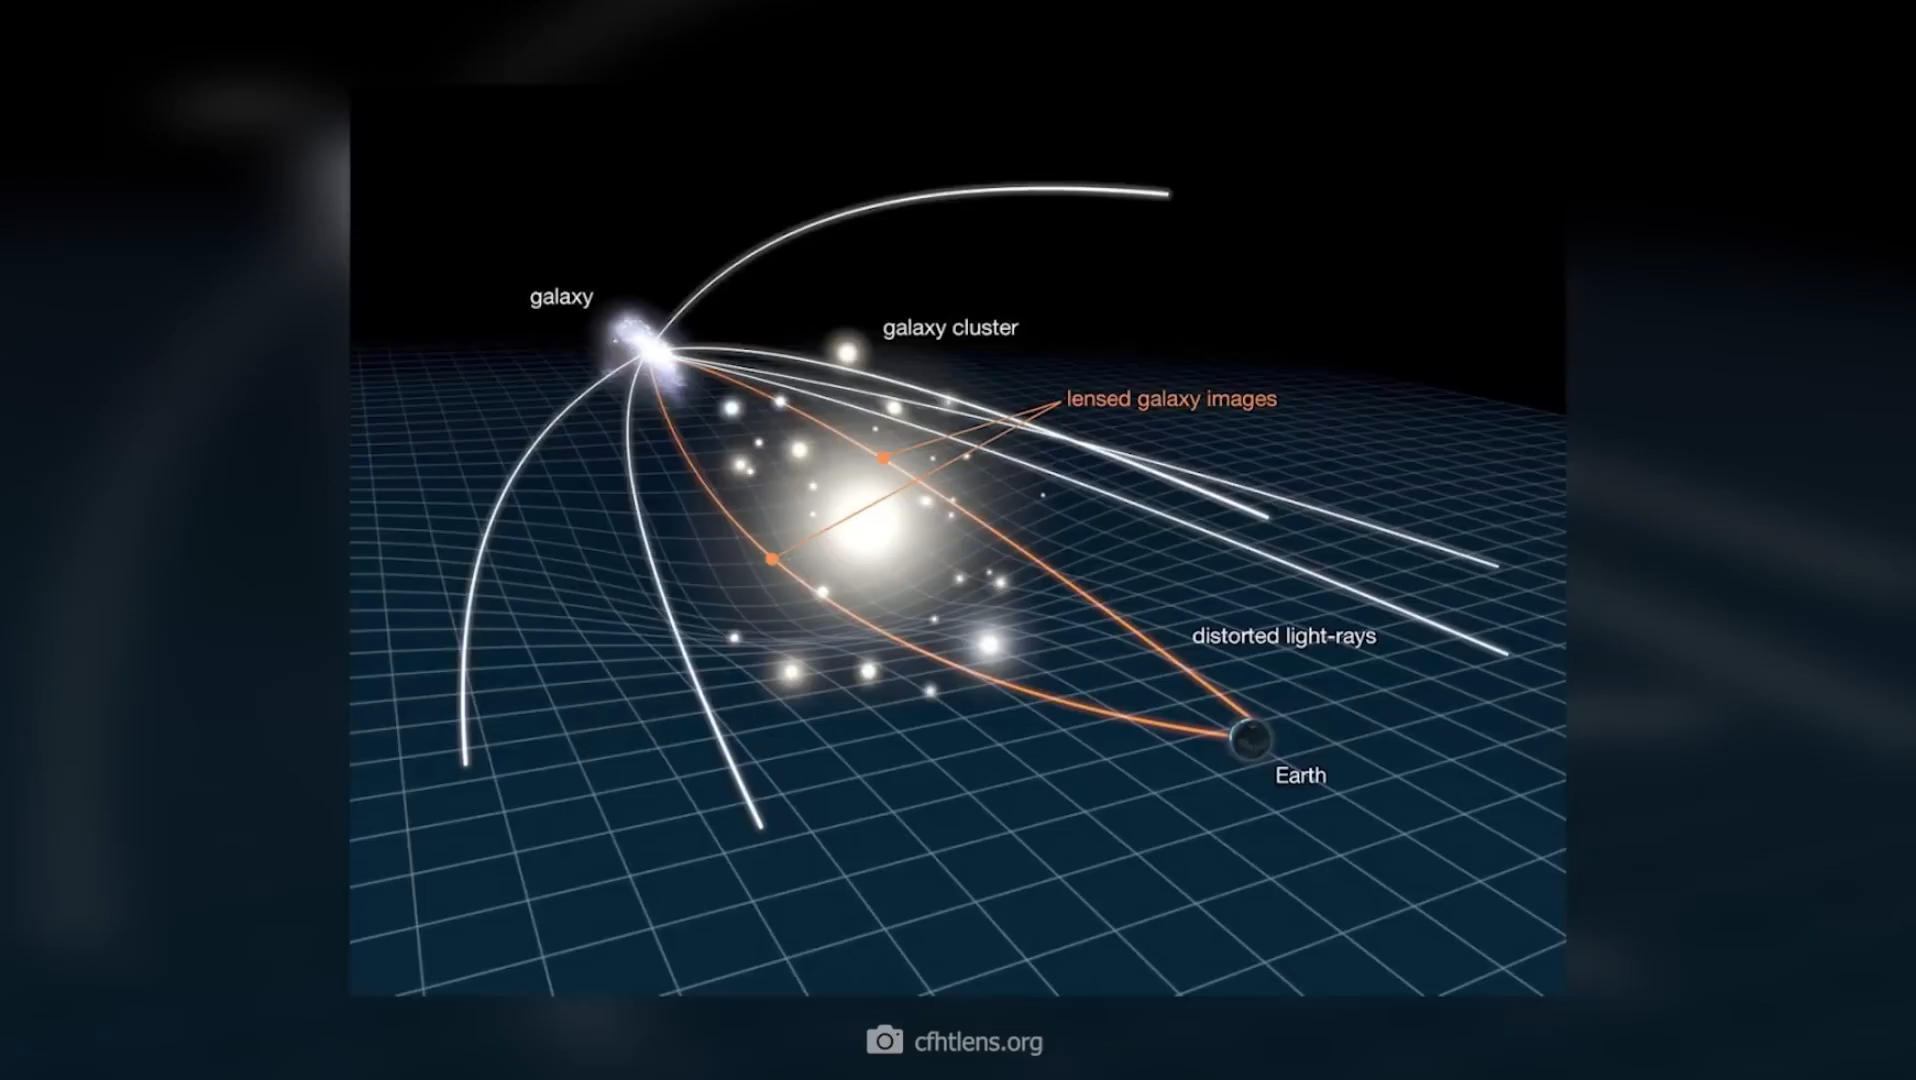 galaxy
galaxy cluster
lensed galaxy images
distorted light-rays
Earth
cfhtlens.org